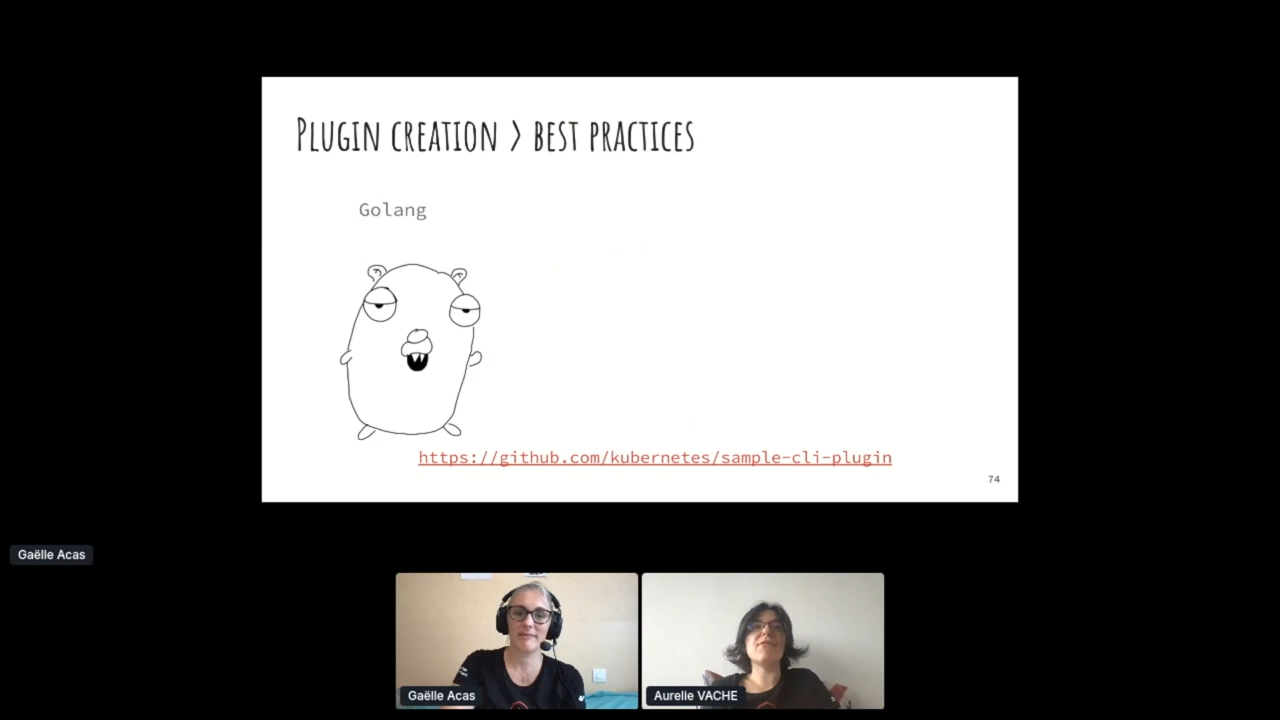 Plugin creation > best practices
Golang
https://github.com/kubernetes/sample-cli-plugin
74
Gaëlle Acas
Gaëlle Acas
Aurelie VACHE